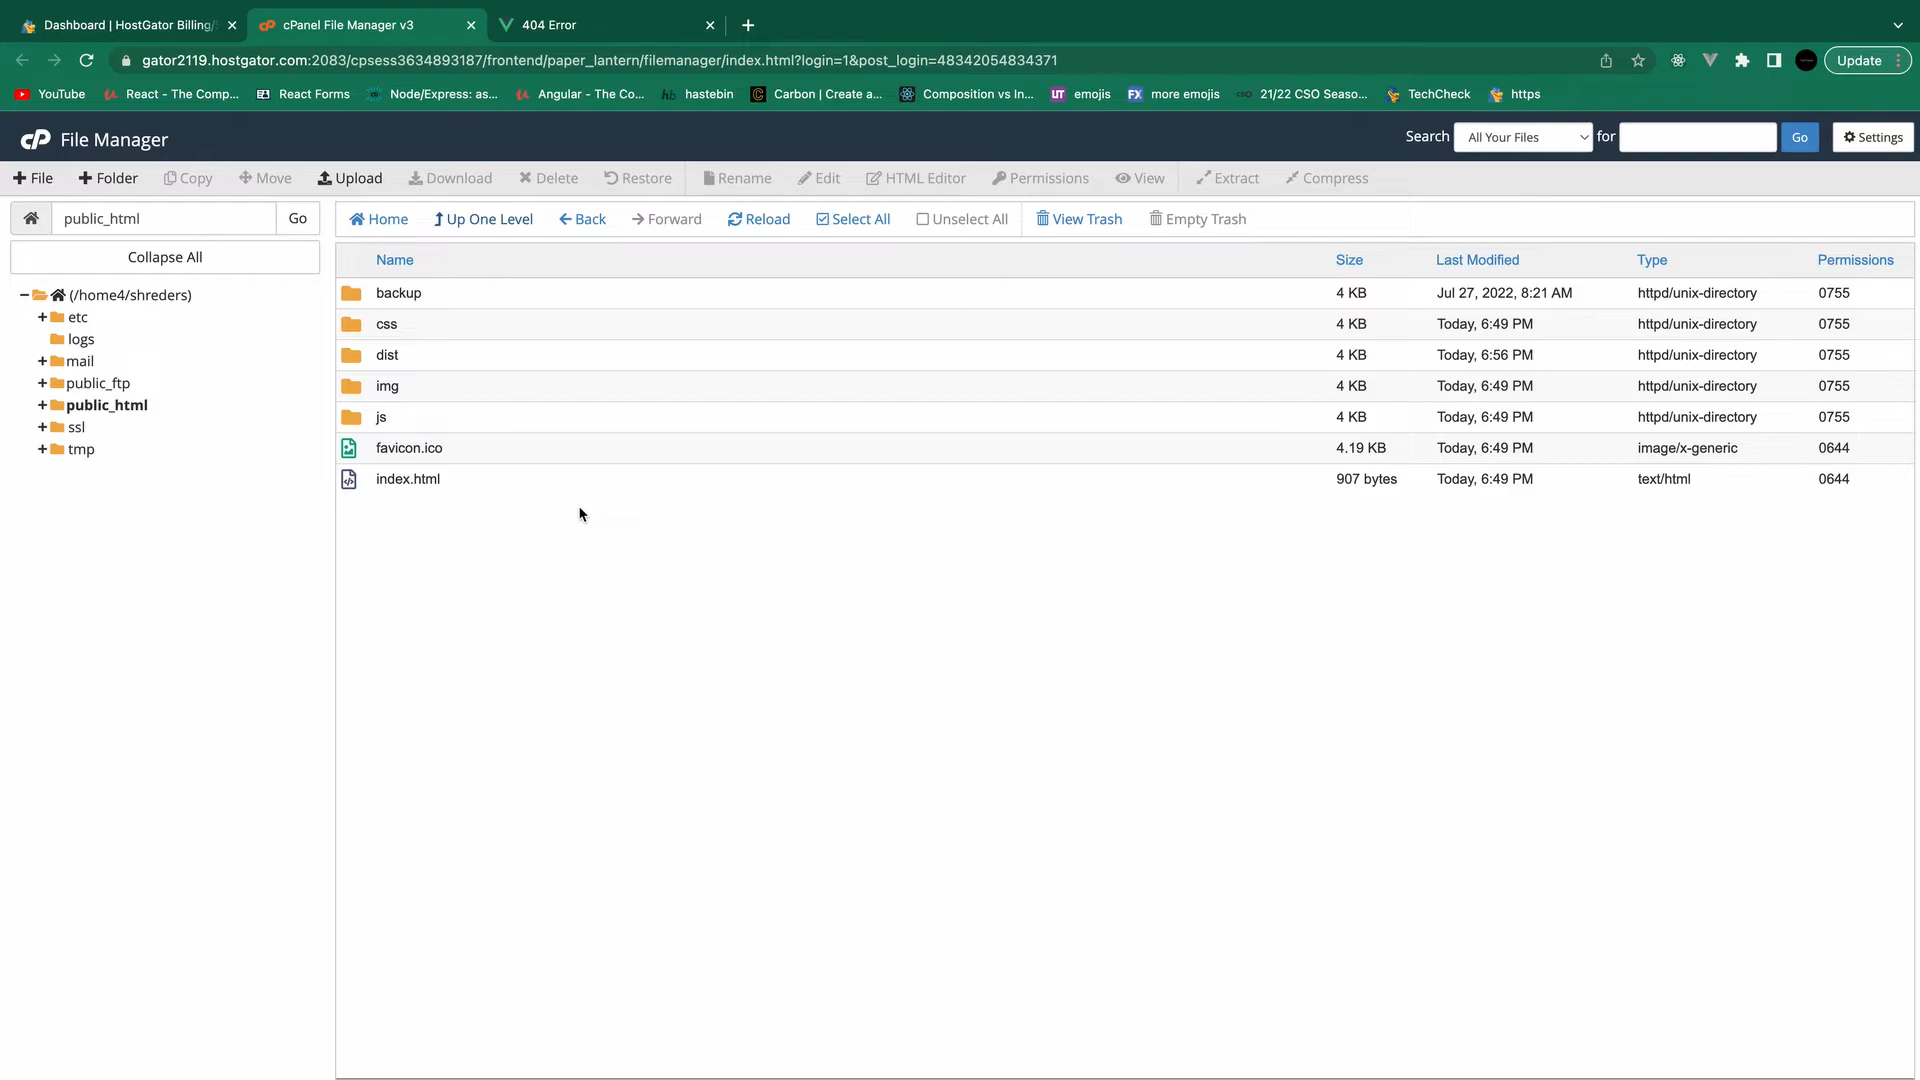 Dashboard | HostGator Billing/
cPanel File Manager v3
404 Error
gator2119.hostgator.com:2083/cpsess3634893187/frontend/paper_lantern/filemanager/index.html?login=1&post_login=48342054834371
Update
YouTube
React - The Comp...
React Forms
Node/Express: as...
Angular - The Co...
hb hastebin
Carbon | Create a...
Composition vs In...
UT emojis
FX more emojis
CSO 21/22 CSO Seaso...
TechCheck
https
cP File Manager
Search All Your Files for Go Settings
File Folder Copy Move Upload Download Delete Restore Rename Edit HTML Editor Permissions View Extract Compress
public_html Go
Home Up One Level Back Forward Reload Select All Unselect All View Trash Empty Trash
Collapse All
(/home4/shreders)
etc
logs
mail
public_ftp
public_html
ssl
tmp
Name Size Last Modified Type Permissions
backup 4 KB Jul 27, 2022, 8:21 AM httpd/unix-directory 0755
css 4 KB Today, 6:49 PM httpd/unix-directory 0755
dist 4 KB Today, 6:56 PM httpd/unix-directory 0755
img 4 KB Today, 6:49 PM httpd/unix-directory 0755
js 4 KB Today, 6:49 PM httpd/unix-directory 0755
favicon.ico 4.19 KB Today, 6:49 PM image/x-generic 0644
index.html 907 bytes Today, 6:49 PM text/html 0644